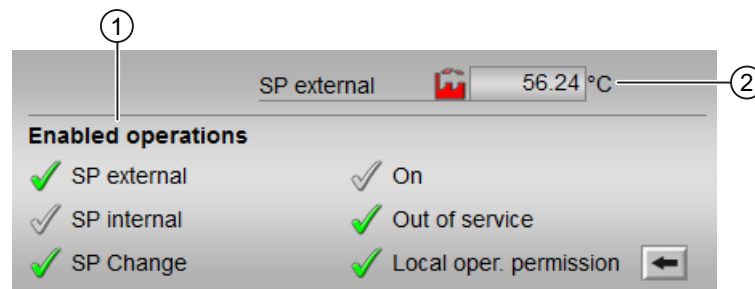 1
SP external 56.24 °C 2
Enabled operations
SP external On
SP internal Out of service
SP Change Local oper. permission